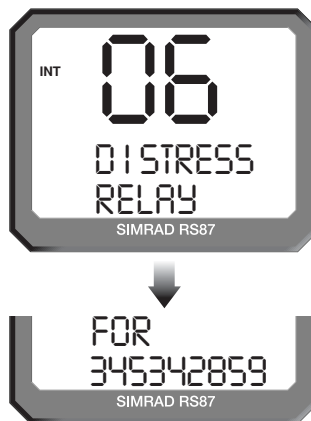 INT
06
DISTRESS
RELAY
SIMRAD RS87
FOR
345342859
SIMRAD RS87